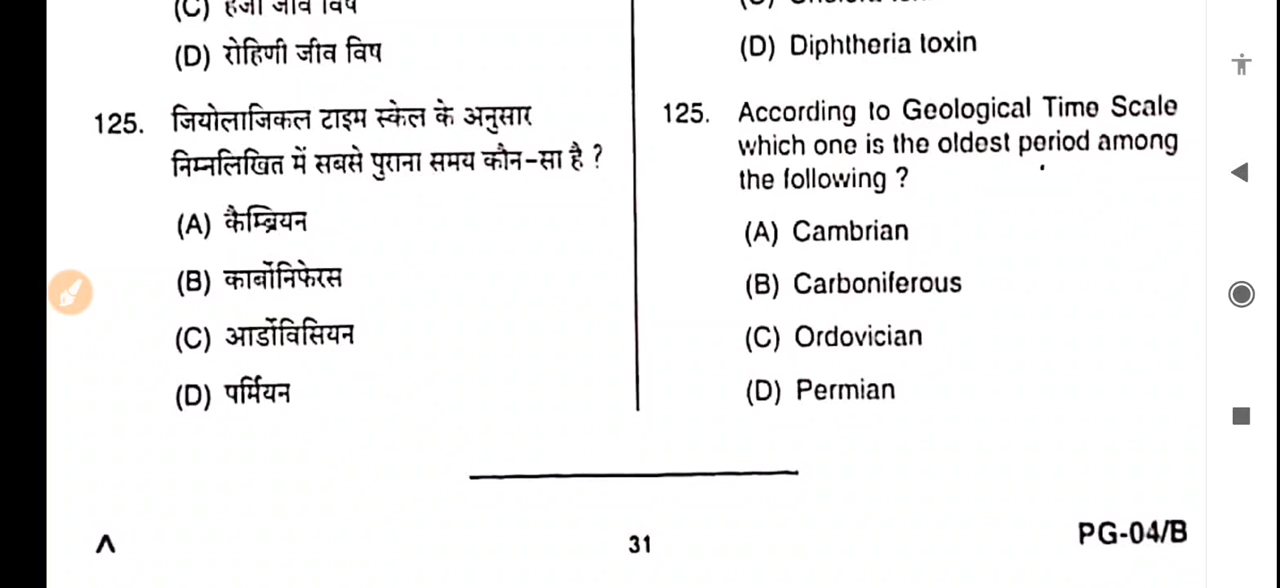 (D) रोहिणी जीव विष
125. जियोलाजिकल टाइम स्केल के अनुसार
निम्नलिखित में सबसे पुराना समय कौन-सा है ?
(A) कैम्ब्रियन
(B) कार्बोनिफेरस
(C) आर्डोविसियन
(D) पर्मियन
(D) Diphtheria toxin
125. According to Geological Time Scale
which one is the oldest period among
the following ?
(A) Cambrian
(B) Carboniferous
(C) Ordovician
(D) Permian
31
PG-04/B